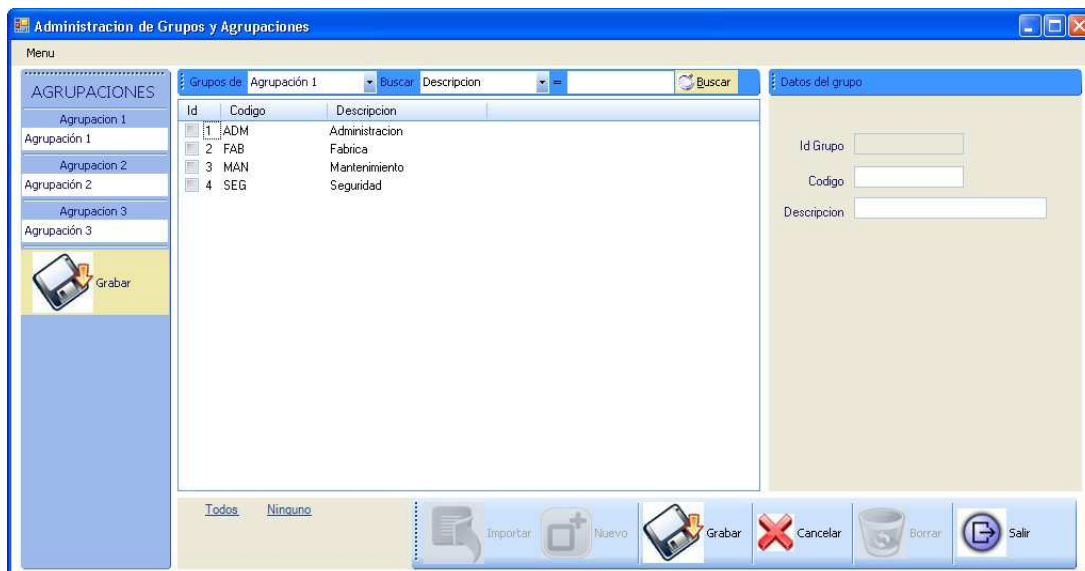 Administracion de Grupos y Agrupaciones
Menu
AGRUPACIONES
Agrupacion 1
Agrupación 1
Agrupacion 2
Agrupación 2
Agrupacion 3
Agrupación 3
Grabar
Grupos de Agrupación 1 Buscar Descripcion = Buscar
Id Codigo Descripcion
1 ADM Administracion
2 FAB Fabrica
3 MAN Mantenimiento
4 SEG Seguridad
Datos del grupo
Id Grupo
Codigo
Descripcion
Todos Ninguno
Importar Nuevo Grabar Cancelar Borrar Salir